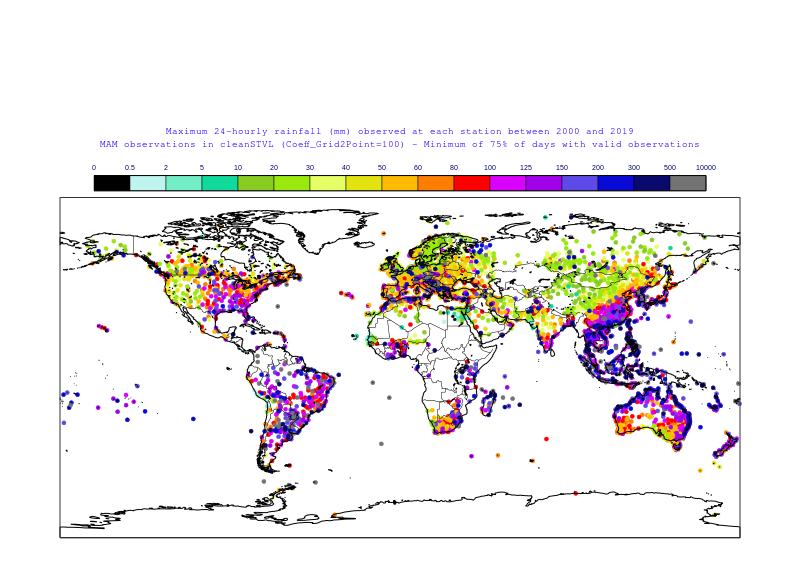 Maximum 24-hourly rainfall (mm) observed at each station between 2000 and 2019
MAM observations in cleanSTVL (Coeff_Grid2Point=100) - Minimum of 75% of days with valid observations
0 0.5 2 5 10 20 30 40 50 60 80 100 125 150 200 300 500 10000